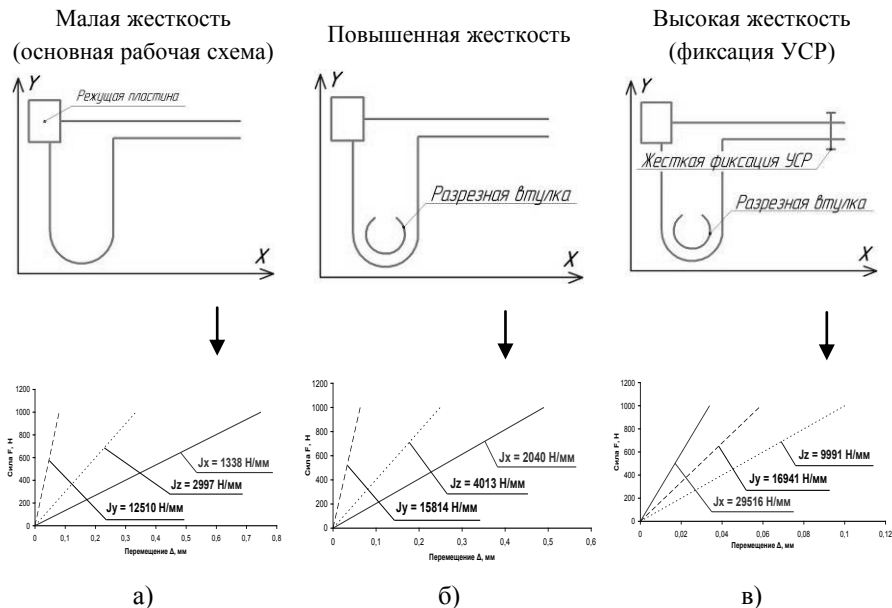 Малая жесткость
(основная рабочая схема)
Y
Режущая пластина
X
Повышенная жесткость
Y
Разрезная втулка
X
Высокая жесткость
(фиксация УСР)
Y
Жесткая фиксация УСР
Разрезная втулка
X
Сила F, Н
1200
1000
800
600
400
200
0
Jx = 1338 Н/мм
Jz = 2997 Н/мм
Jy = 12510 Н/мм
0 0,1 0,2 0,3 0,4 0,5 0,6 0,7 0,8
Перемещение Δ, мм
а)
Сила F, Н
1200
1000
800
600
400
200
0
Jx = 2040 Н/мм
Jz = 4013 Н/мм
Jy = 15814 Н/мм
0 0,1 0,2 0,3 0,4 0,5 0,6
Перемещение Δ, мм
б)
Сила F, Н
1200
1000
800
600
400
200
0
Jz = 9991 Н/мм
Jy = 16941 Н/мм
Jx = 29516 Н/мм
0 0,02 0,04 0,06 0,08 0,1 0,12
Перемещение Δ, мм
в)